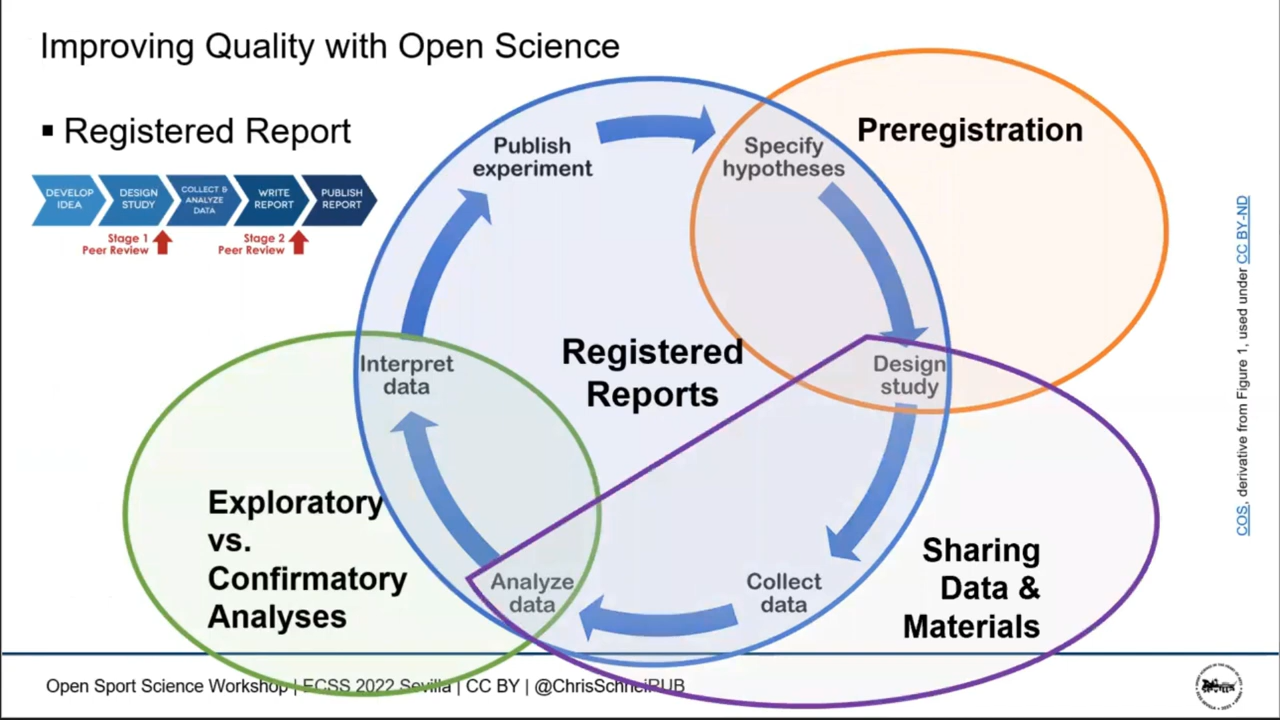 Improving Quality with Open Science
▪ Registered Report
DEVELOP
IDEA
DESIGN
STUDY
COLLECT &
ANALYZE
DATA
WRITE
REPORT
PUBLISH
REPORT
Stage 1
Peer Review
Stage 2
Peer Review
Publish
experiment
Specify
hypotheses
Preregistration
Registered
Reports
Interpret
data
Design
study
Exploratory
vs.
Confirmatory
Analyses
Analyze
data
Collect
data
Sharing
Data &
Materials
COS, derivative from Figure 1, used under CC BY-ND
Open Sport Science Workshop | ECSS 2022 Sevilla | CC BY | @ChrisSchneiRUB